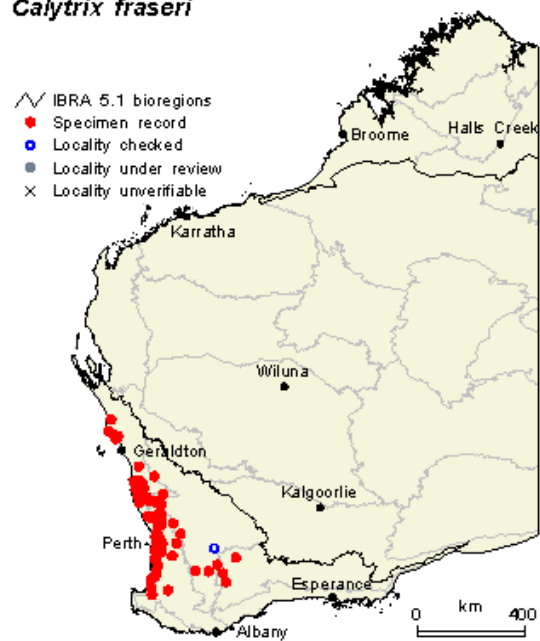 Calytrix fraseri
IBRA 5.1 bioregions
Specimen record
Locality checked
Locality under review
Locality unverifiable
Broome
Halls Creek
Karratha
Wiluna
Geraldton
Kalgoorlie
Perth
Esperance
Albany
km
0 400